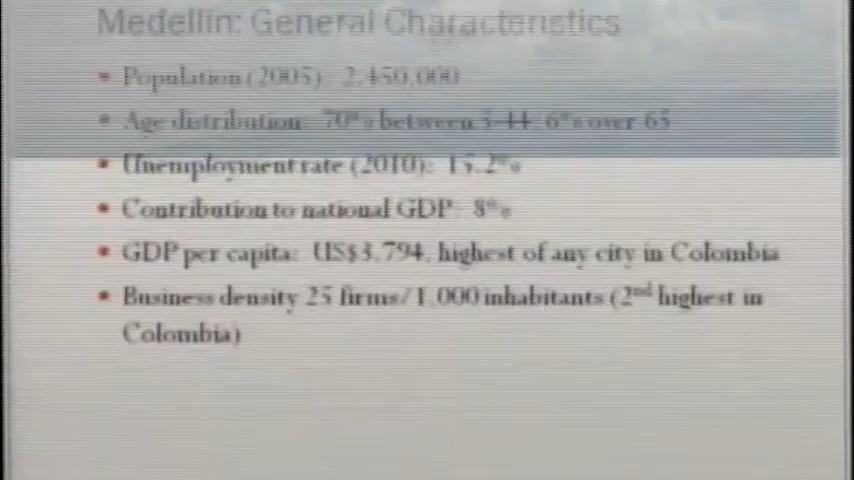 Medellin: General Characteristics
• Population (2005): 2,450,000
• Age distribution: 70% between 5-44, 6% over 65
• Unemployment rate (2010): 15.2%
• Contribution to national GDP: 8%
• GDP per capita: US$3,794, highest of any city in Colombia
• Business density 25 firms/1,000 inhabitants (2nd highest in
Colombia)